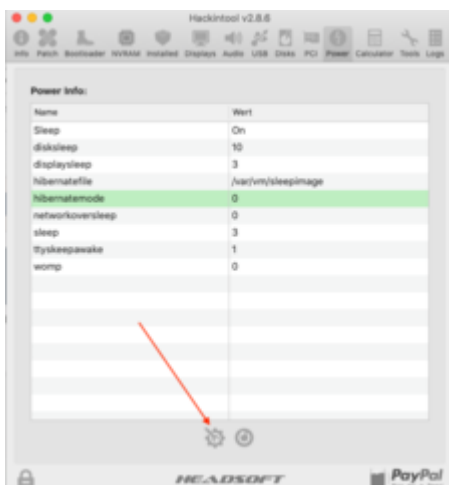 Hackintool v2.8.6
Info Patch Bootloader NVRAM Installed Displays Audio USB Disks PCI Power Calculator Tools Logs
Power Info:
Name Wert
Sleep On
disksleep 10
displaysleep 3
hibernatefile /var/vm/sleepimage
hibernatemode 0
networkoversleep 0
sleep 3
ttyskeepawake 1
womp 0
HEADSOFT PayPal